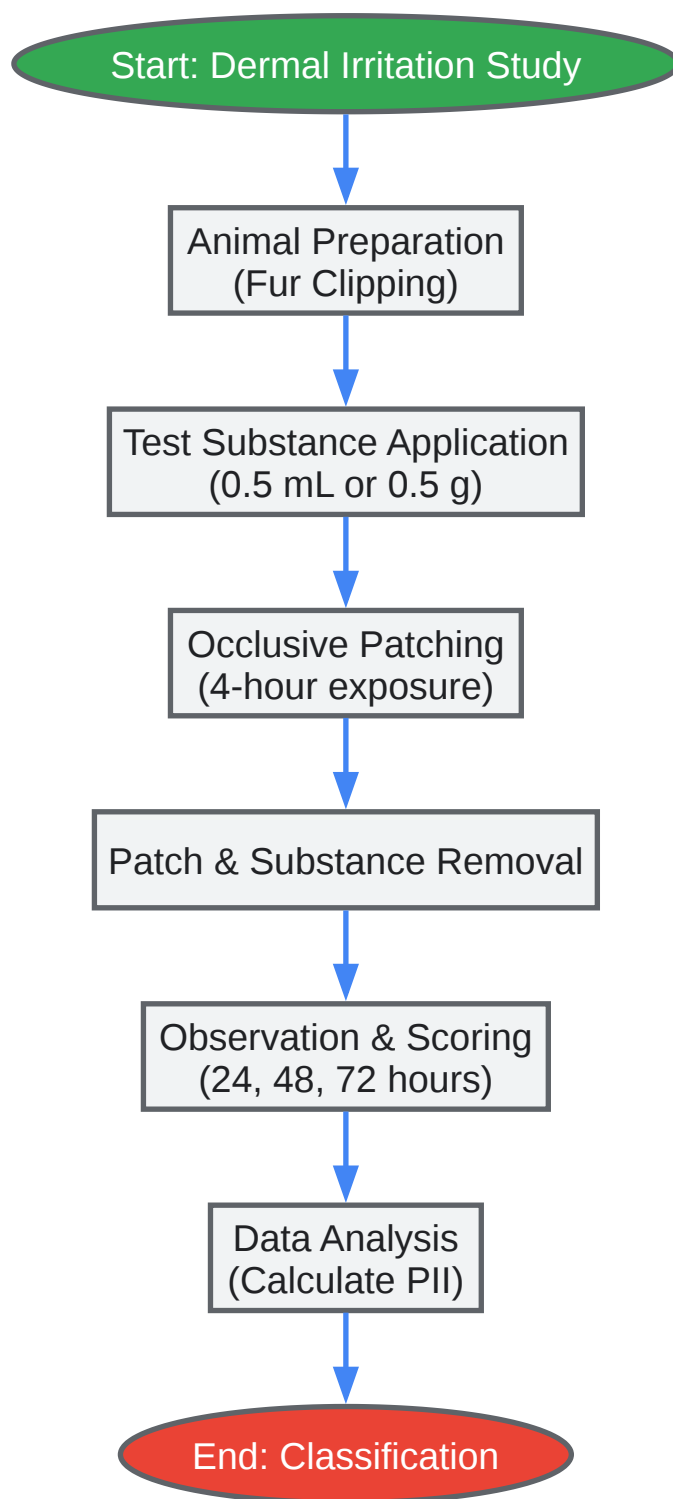 Start: Dermal Irritation Study
Animal Preparation
(Fur Clipping)
Test Substance Application
(0.5 mL or 0.5 g)
Occlusive Patching
(4-hour exposure)
Patch & Substance Removal
Observation & Scoring
(24, 48, 72 hours)
Data Analysis
(Calculate PII)
End: Classification